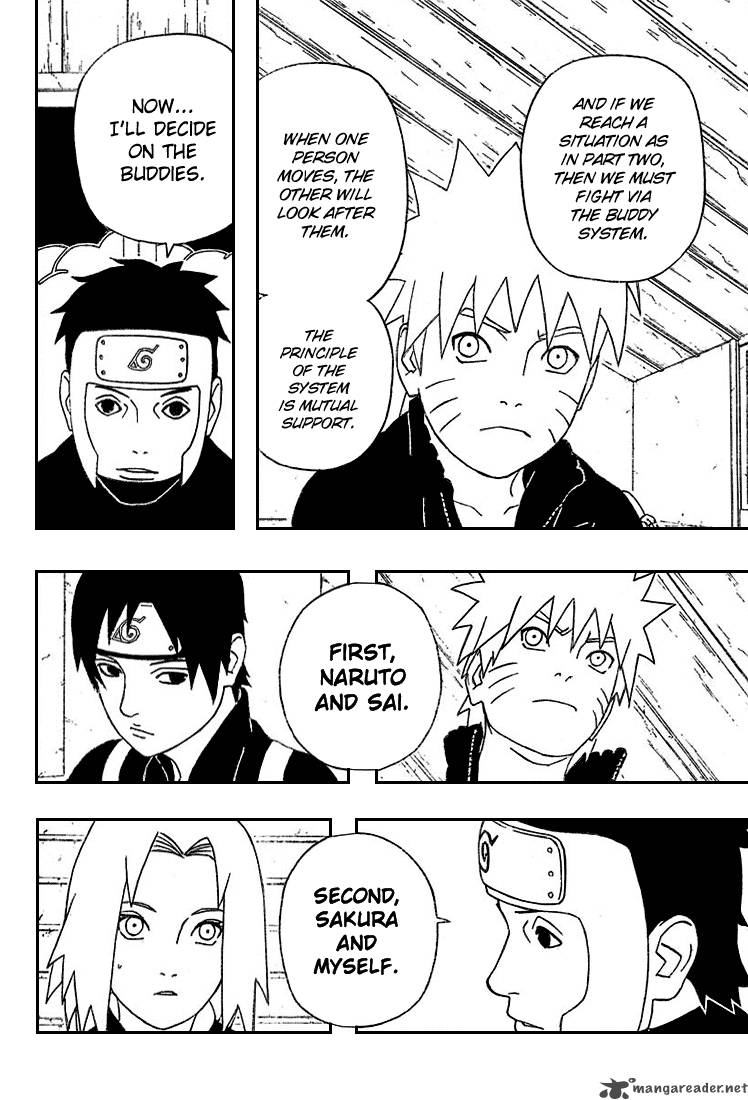 AND IF WE
REACH A
SITUATION AS
IN PART TWO,
THEN WE MUST
FIGHT VIA
THE BUDDY
SYSTEM.
WHEN ONE
PERSON
MOVES, THE
OTHER WILL
LOOK AFTER
THEM.
THE
PRINCIPLE
OF THE
SYSTEM
IS MUTUAL
SUPPORT.
NOW...
I'LL DECIDE
ON THE
BUDDIES.
FIRST,
NARUTO
AND SAI.
SECOND,
SAKURA
AND
MYSELF.
mangareader.net